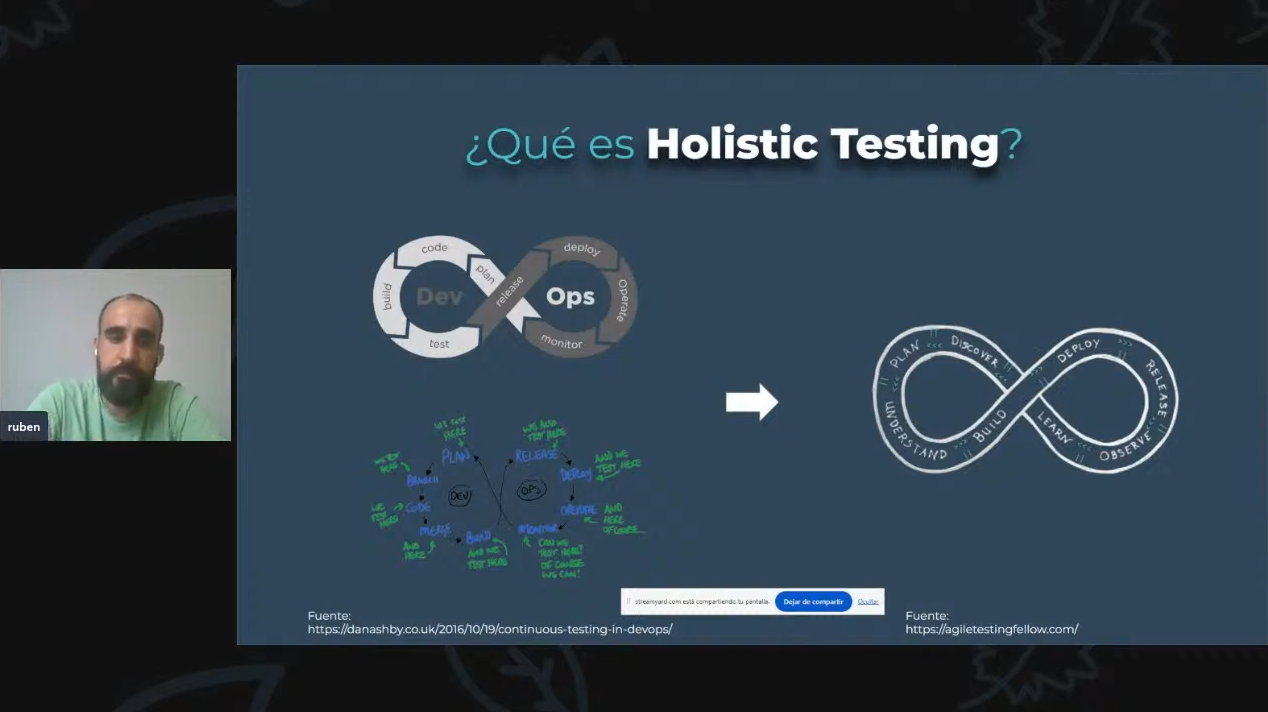 ¿Qué es Holistic Testing?
code
deploy
plan
build
Dev
release
Ops
Operate
test
monitor
PLAN
DISCOVER
DEPLOY
RELEASE
UNDERSTAND
BUILD
LEARN
OBSERVE
ruben
WE TEST HERE
WE ALSO TEST HERE
PLAN
RELEASE
WE TEST HERE
AND WE TEST HERE
BRANCH
DEPLOY
DEV
OPS
WE TEST HERE
CODE
OPERATE
AND HERE OF COURSE
MERGE
BUILD
MONITOR
AND HERE
AND WE TEST HERE
CAN WE TEST HERE? OF COURSE WE CAN!
streamyard.com está compartiendo tu pantalla.
Dejar de compartir
Ocultar
Fuente:
https://danashby.co.uk/2016/10/19/continuous-testing-in-devops/
Fuente:
https://agiletestingfellow.com/